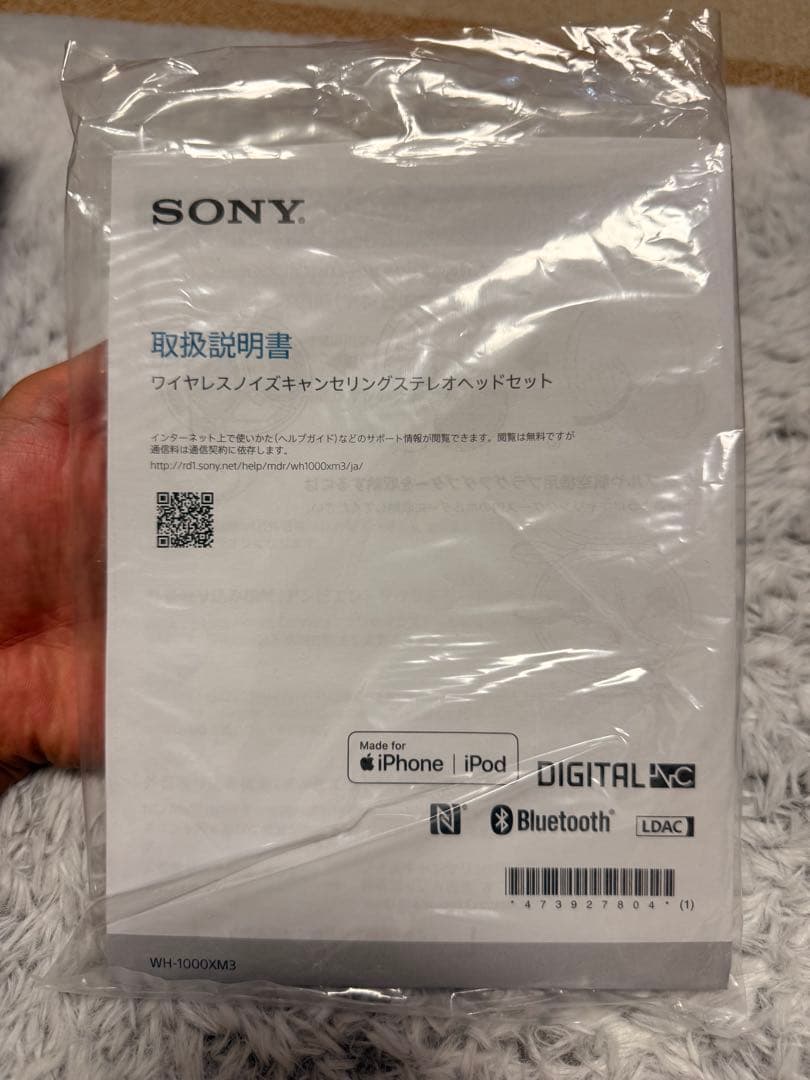 SONY®
取扱説明書
ワイヤレスノイズキャンセリングステレオヘッドセット
インターネット上で使いかた(ヘルプガイド)などのサポート情報が閲覧できます。閲覧は無料ですが
通信料は通信契約に依存します。
http://rd1.sony.net/help/mdr/wh1000xm3/ja/
Made for
iPhone | iPod
DIGITAL NC
N® Bluetooth® LDAC
*473927804* (1)
WH-1000XM3